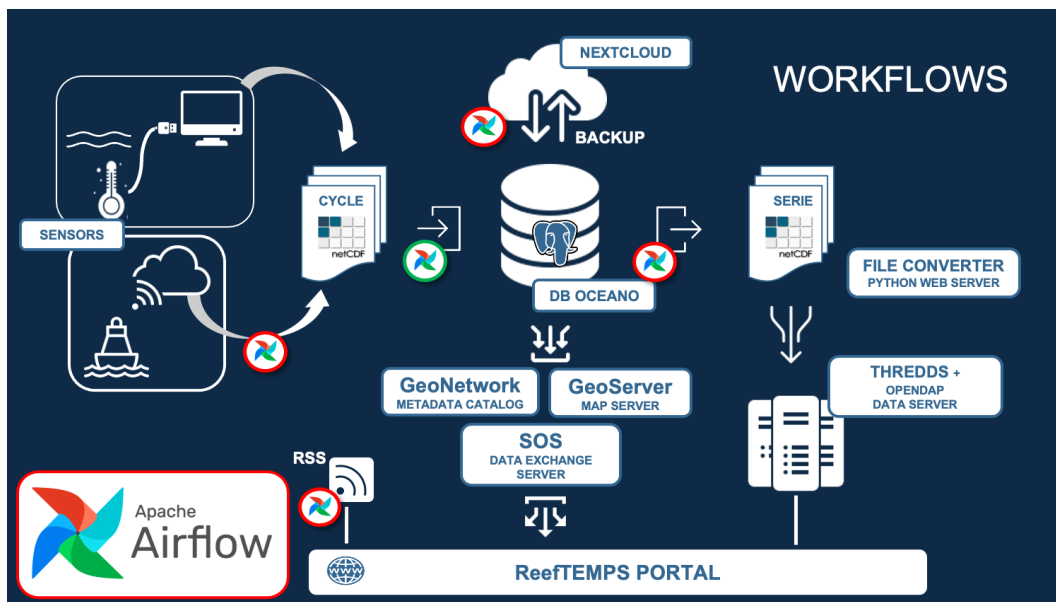 WORKFLOWS
NEXTCLOUD
BACKUP
SENSORS
CYCLE
netCDF
DB OCEANO
SERIE
netCDF
FILE CONVERTER
PYTHON WEB SERVER
GeoNetwork
METADATA CATALOG
GeoServer
MAP SERVER
THREDDS +
OPENDAP
DATA SERVER
SOS
DATA EXCHANGE
SERVER
RSS
Apache
Airflow
WWW
ReefTEMPS PORTAL